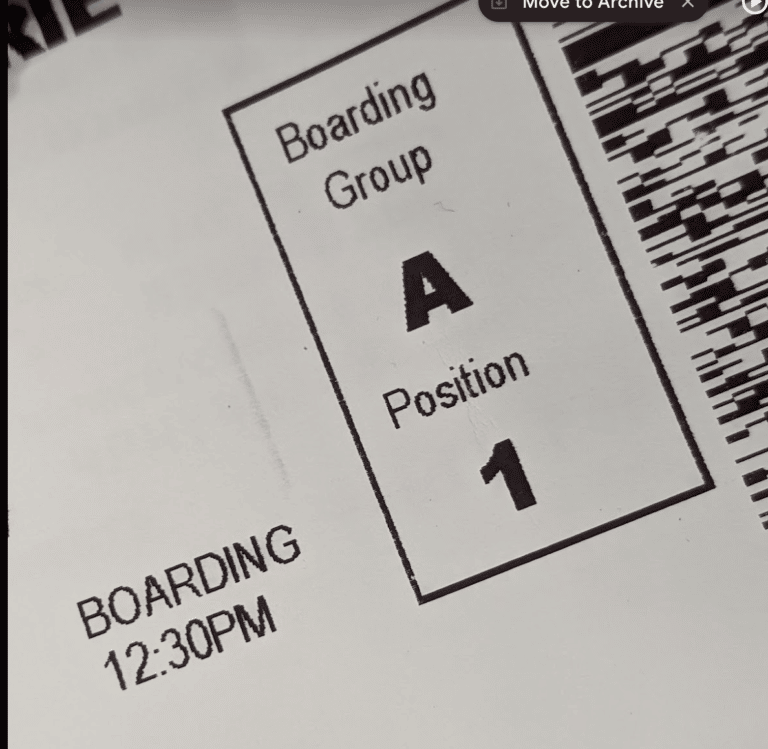 Move to Archive
Boarding
Group
A
Position
1
BOARDING
12:30PM